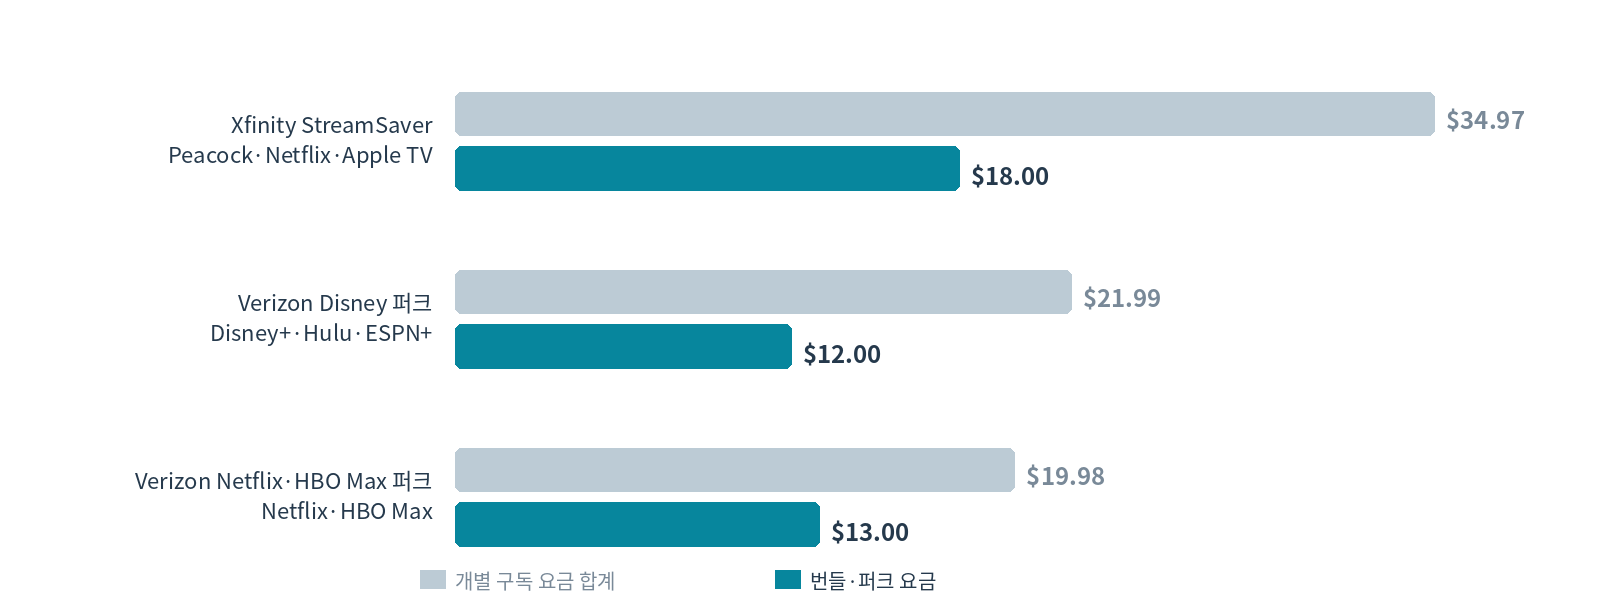 Xfinity StreamSaver
Peacock·Netflix·Apple TV
$34.97
$18.00
Verizon Disney 퍼크
Disney+·Hulu·ESPN+
$21.99
$12.00
Verizon Netflix·HBO Max 퍼크
Netflix·HBO Max
$19.98
$13.00
개별 구독 요금 합계
번들·퍼크 요금